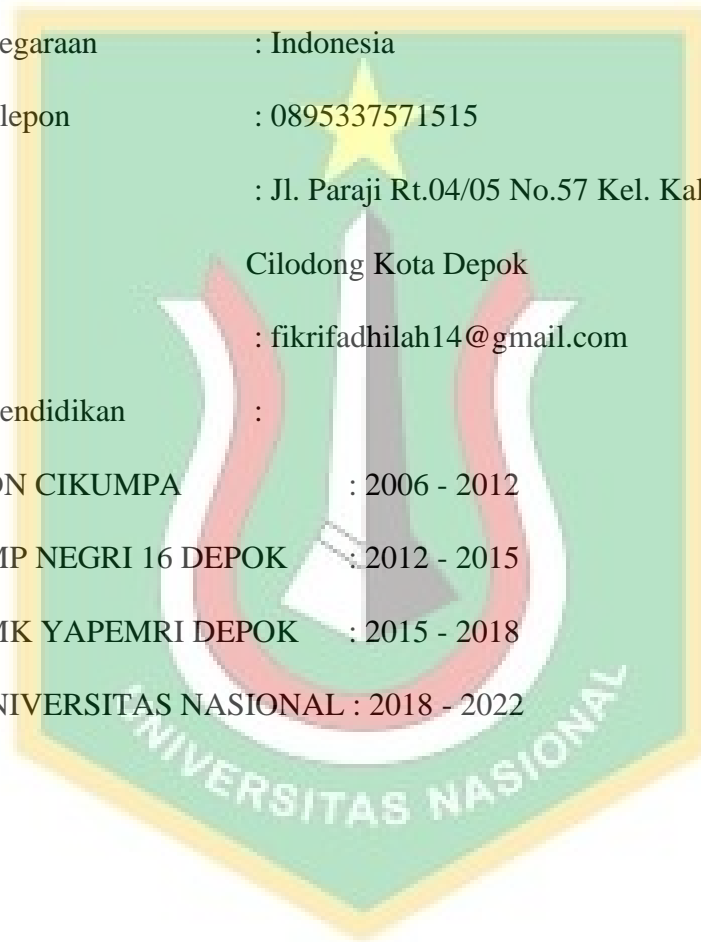 egaraan : Indonesia
lepon : 0895337571515
: Jl. Paraji Rt.04/05 No.57 Kel. Kal
Cilodong Kota Depok
: fikrifadhilah14@gmail.com
endidikan :
N CIKUMPA : 2006 - 2012
MP NEGRI 16 DEPOK : 2012 - 2015
MK YAPEMRI DEPOK : 2015 - 2018
NIVERSITAS NASIONAL : 2018 - 2022
UNIVERSITAS NASIONAL